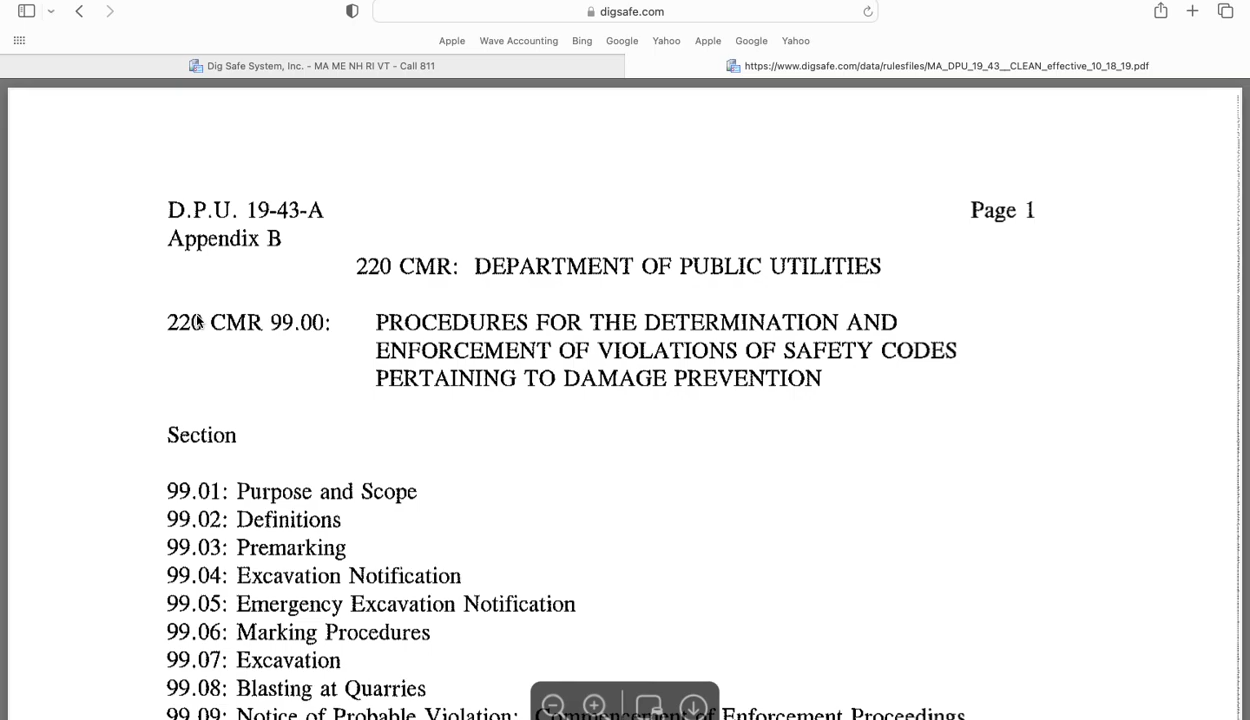 digsafe.com
Apple Wave Accounting Bing Google Yahoo Apple Google Yahoo
Dig Safe System, Inc. - MA ME NH RI VT - Call 811 https://www.digsafe.com/data/rulesfiles/MA_DPU_19_43__CLEAN_effective_10_18_19.pdf
D.P.U. 19-43-A Page 1
Appendix B
220 CMR: DEPARTMENT OF PUBLIC UTILITIES
220 CMR 99.00: PROCEDURES FOR THE DETERMINATION AND
ENFORCEMENT OF VIOLATIONS OF SAFETY CODES
PERTAINING TO DAMAGE PREVENTION
Section
99.01: Purpose and Scope
99.02: Definitions
99.03: Premarking
99.04: Excavation Notification
99.05: Emergency Excavation Notification
99.06: Marking Procedures
99.07: Excavation
99.08: Blasting at Quarries
99.09: Notice of Probable Violation: Commencement of Enforcement Proceedings